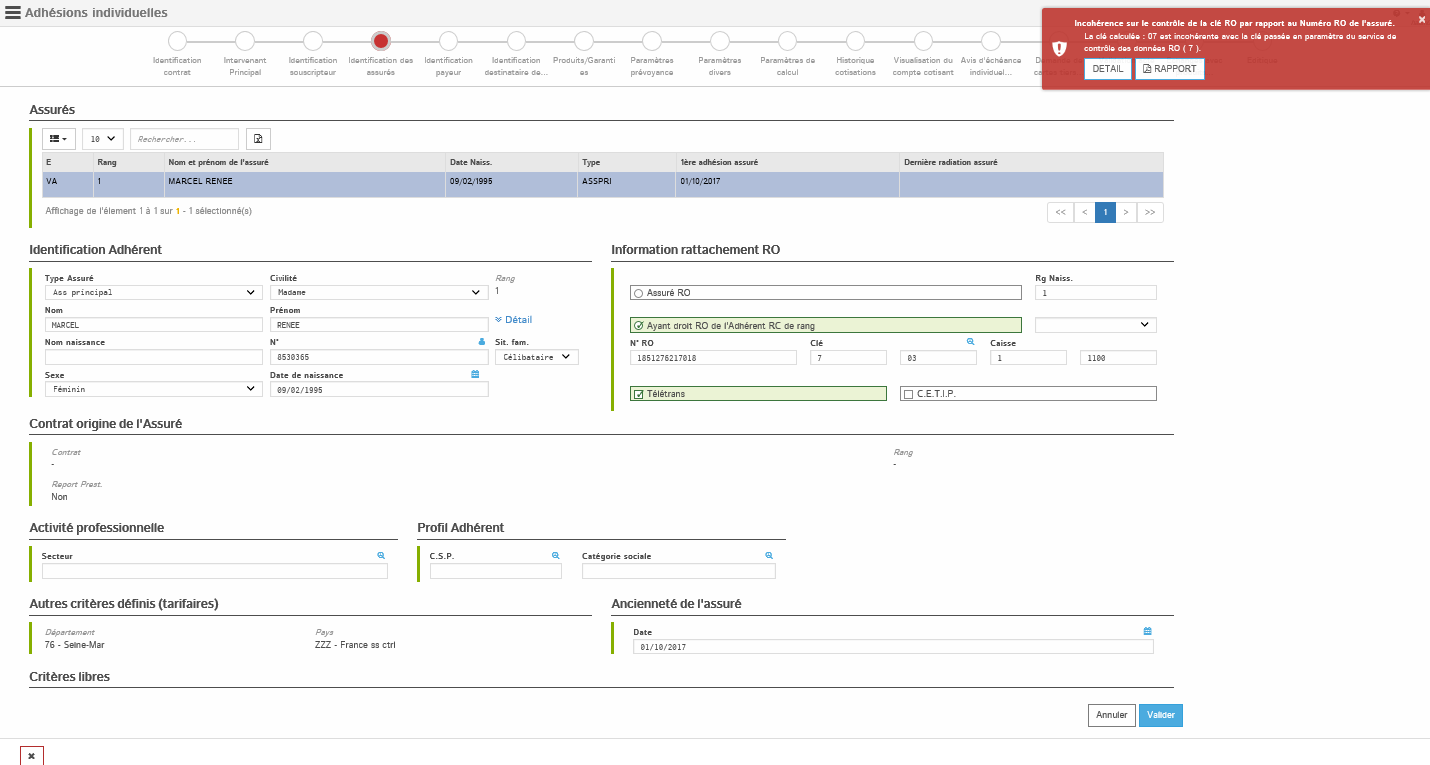 Adhésions individuelles
Incohérence sur le contrôle de la clé RO par rapport au Numéro RO de l'assuré.
La clé calculée : 07 est incohérente avec la clé passée en paramètre du service de
contrôle des données RO ( 7 ).
DETAIL RAPPORT
Identification contrat
Intervenant Principal
Identification souscripteur
Identification des assurés
Identification payeur
Identification destinataire de...
Produits/Garanti es
Paramètres prévoyance
Paramètres divers
Paramètres de calcul
Historique cotisations
Visualisation du compte cotisant
Avis d'échéance individuel...
Assurés
10 Rechercher...
E Rang Nom et prénom de l'assuré Date Naiss. Type 1ère adhésion assuré Dernière radiation assuré
VA 1 MARCEL RENEE 09/02/1995 ASSPRI 01/10/2017
Affichage de l'élement 1 à 1 sur 1 - 1 sélectionné(s)
<< < 1 > >>
Identification Adhérent
Type Assuré Civilité Rang
Ass principal Madame 1
Nom Prénom
MARCEL RENEE Détail
Nom naissance N° Sit. fam.
8530365 Célibataire
Sexe Date de naissance
Féminin 09/02/1995
Information rattachement RO
Rg Naiss.
Assuré RO 1
Ayant droit RO de l'Adhérent RC de rang
N° RO Clé Caisse
1851276217018 7 03 1 1100
Télétrans C.E.T.I.P.
Contrat origine de l'Assuré
Contrat Rang
- -
Report Prest.
Non
Activité professionnelle Profil Adhérent
Secteur C.S.P. Catégorie sociale
Autres critères définis (tarifaires) Ancienneté de l'assuré
Département Pays Date
76 - Seine-Mar ZZZ - France ss ctrl 01/10/2017
Critères libres
Annuler Valider